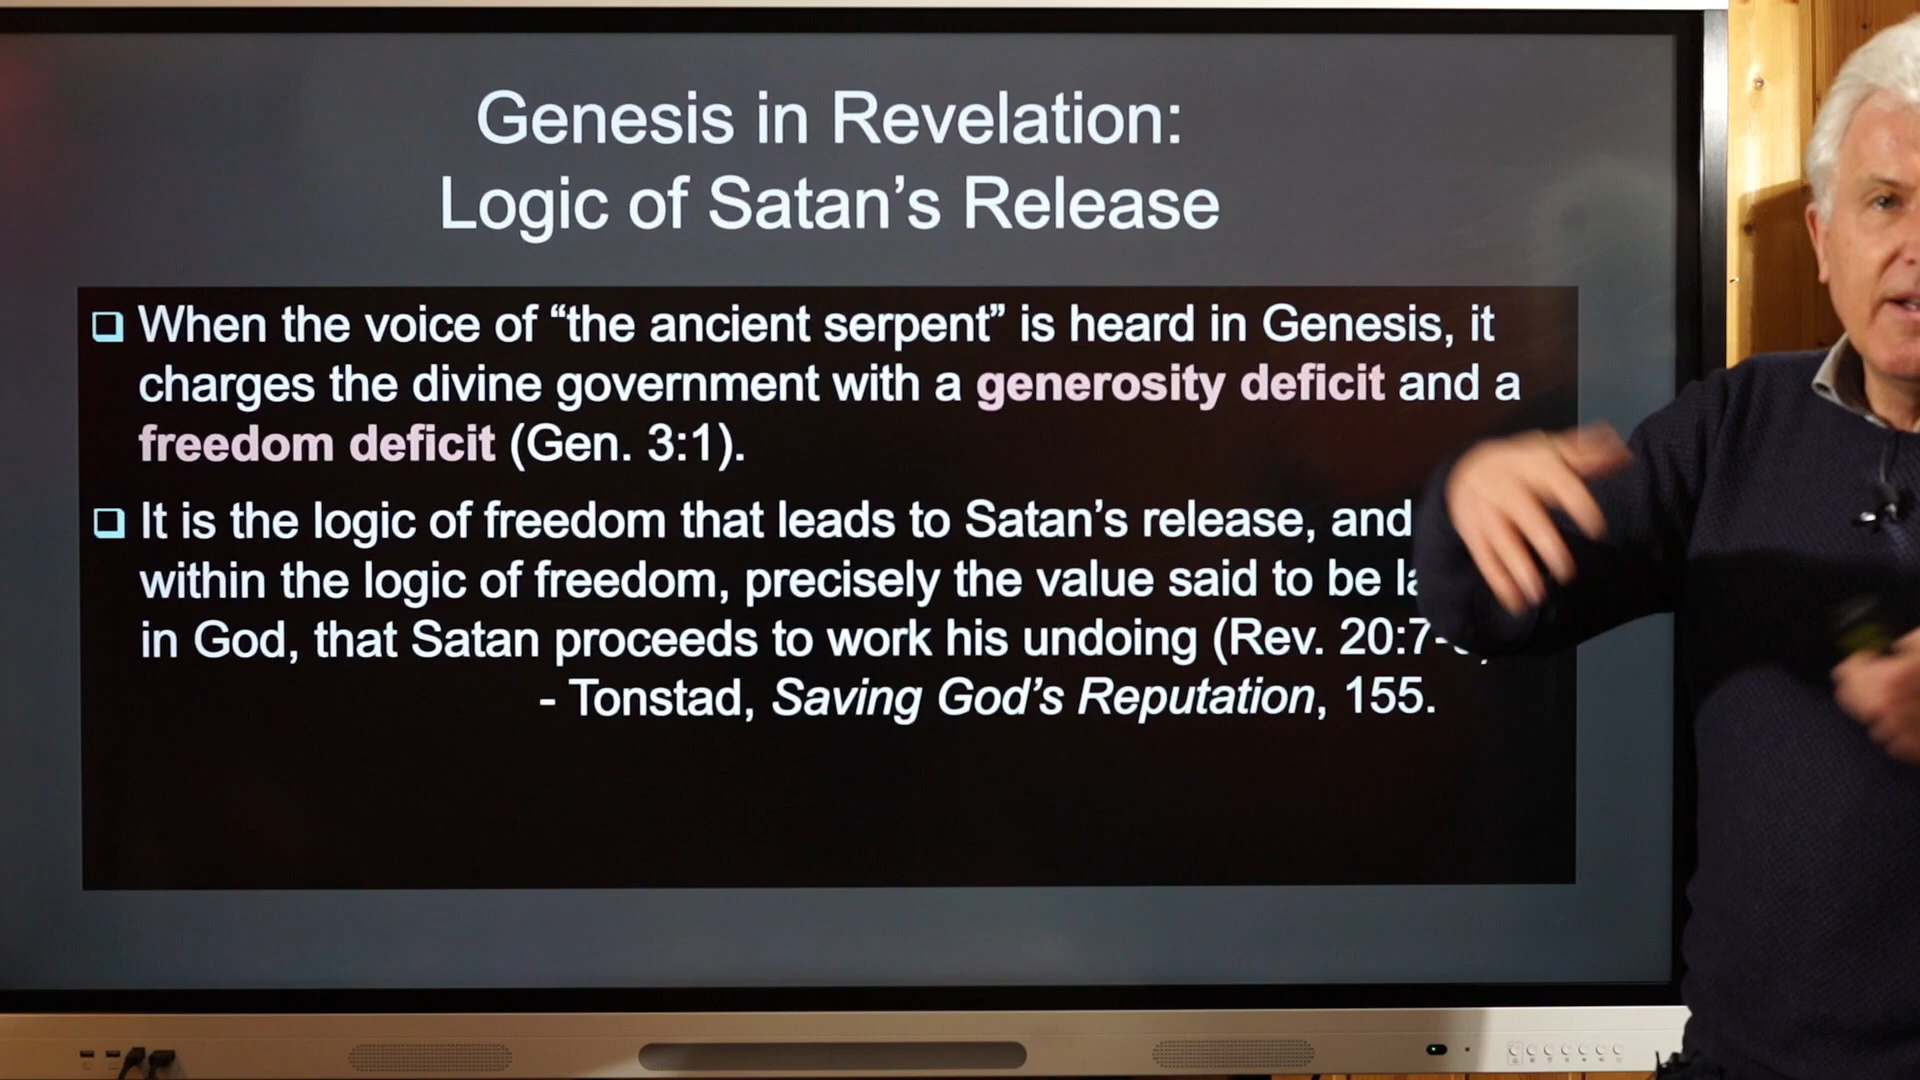 Genesis in Revelation:
Logic of Satan’s Release
When the voice of “the ancient serpent” is heard in Genesis, it
charges the divine government with a generosity deficit and a
freedom deficit (Gen. 3:1).
It is the logic of freedom that leads to Satan’s release, and
within the logic of freedom, precisely the value said to be
in God, that Satan proceeds to work his undoing (Rev. 20:7-
- Tonstad, Saving God’s Reputation, 155.